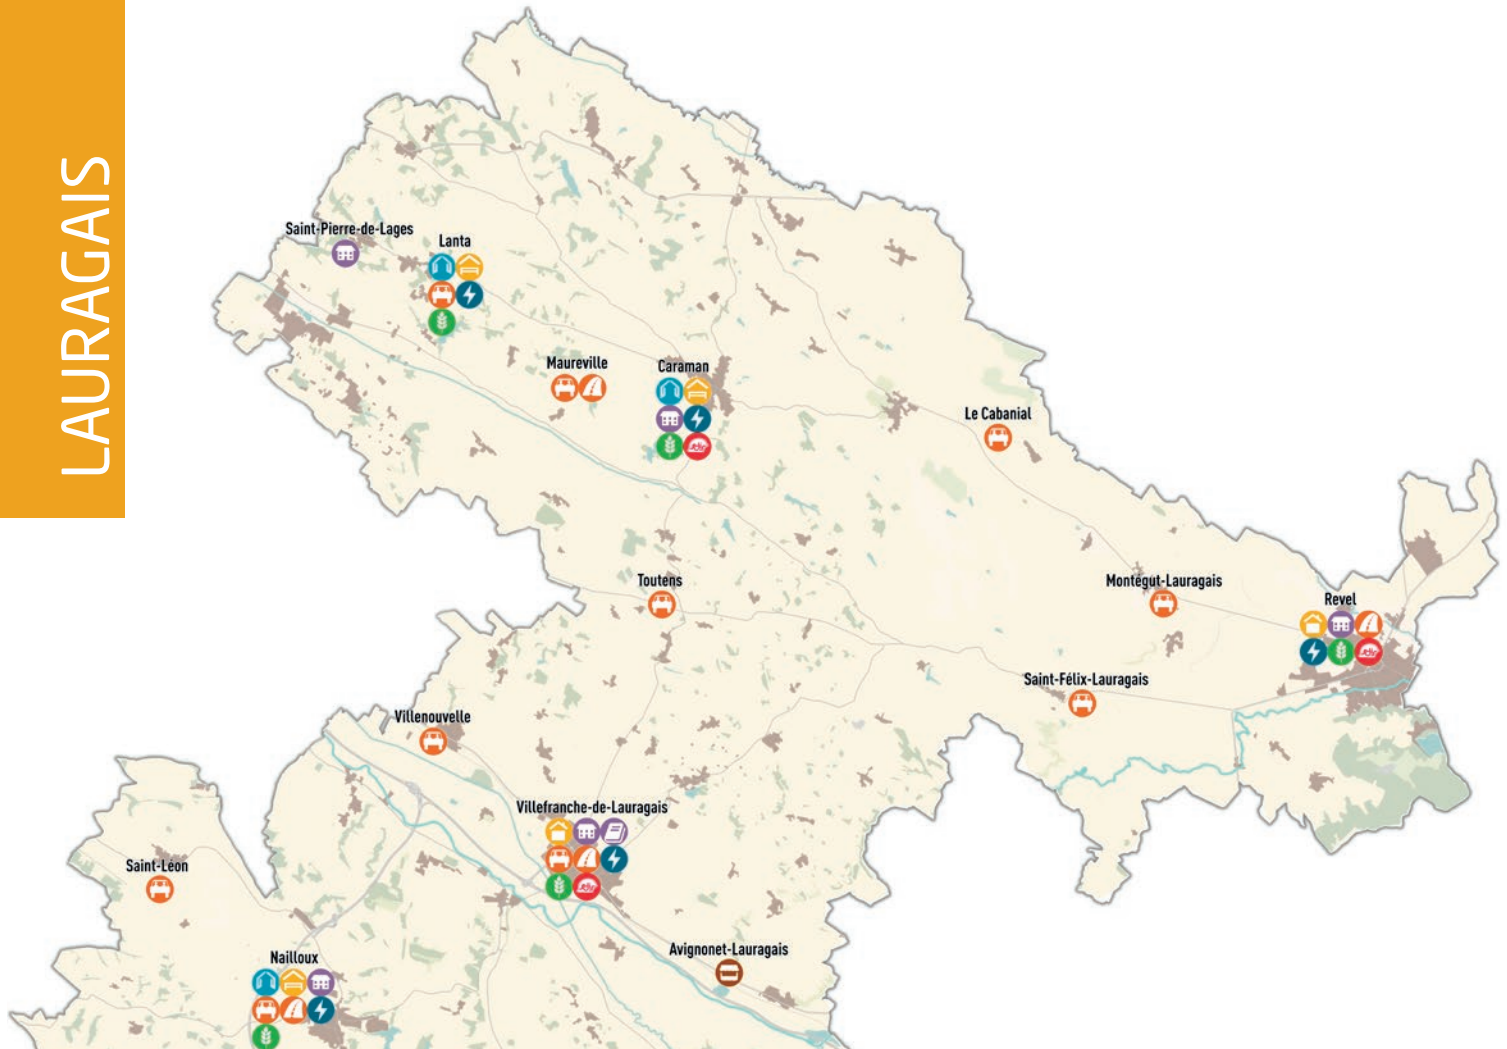 LAURAGAIS
Saint-Pierre-de-Lages
Lanta
Maureville
Caraman
Le Cabanial
Toutens
Montégut-Lauragais
Revel
Saint-Félix-Lauragais
Villenouvelle
Villefranche-de-Lauragais
Saint-Léon
Avignonet-Lauragais
Nailloux